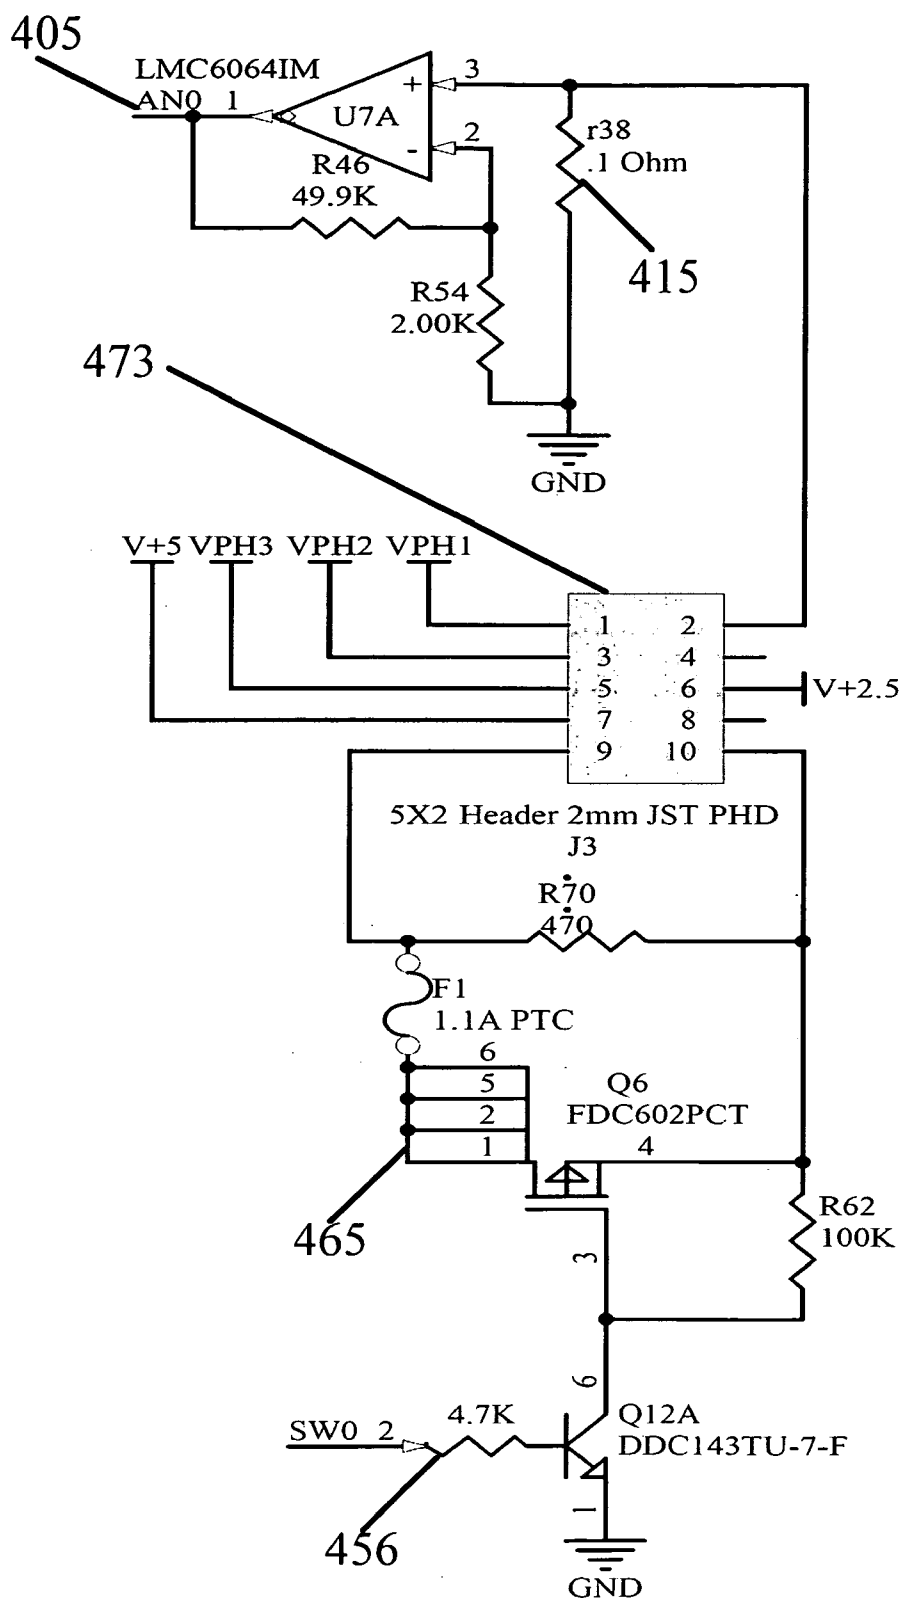 405
LMC6064IM
AN0 1
U7A
+ 3
- 2
R46
49.9K
r38
.1 Ohm
415
R54
2.00K
473
GND
V+5 VPH3 VPH2 VPH1
1 2
3 4
5 6
V+2.5
7 8
9 10
5X2 Header 2mm JST PHD
J3
R70
470
F1
1.1A PTC
6
5
2
1
Q6
FDC602PCT
4
465
R62
100K
3
6
SW0 2
4.7K
Q12A
DDC143TU-7-F
1
456
GND